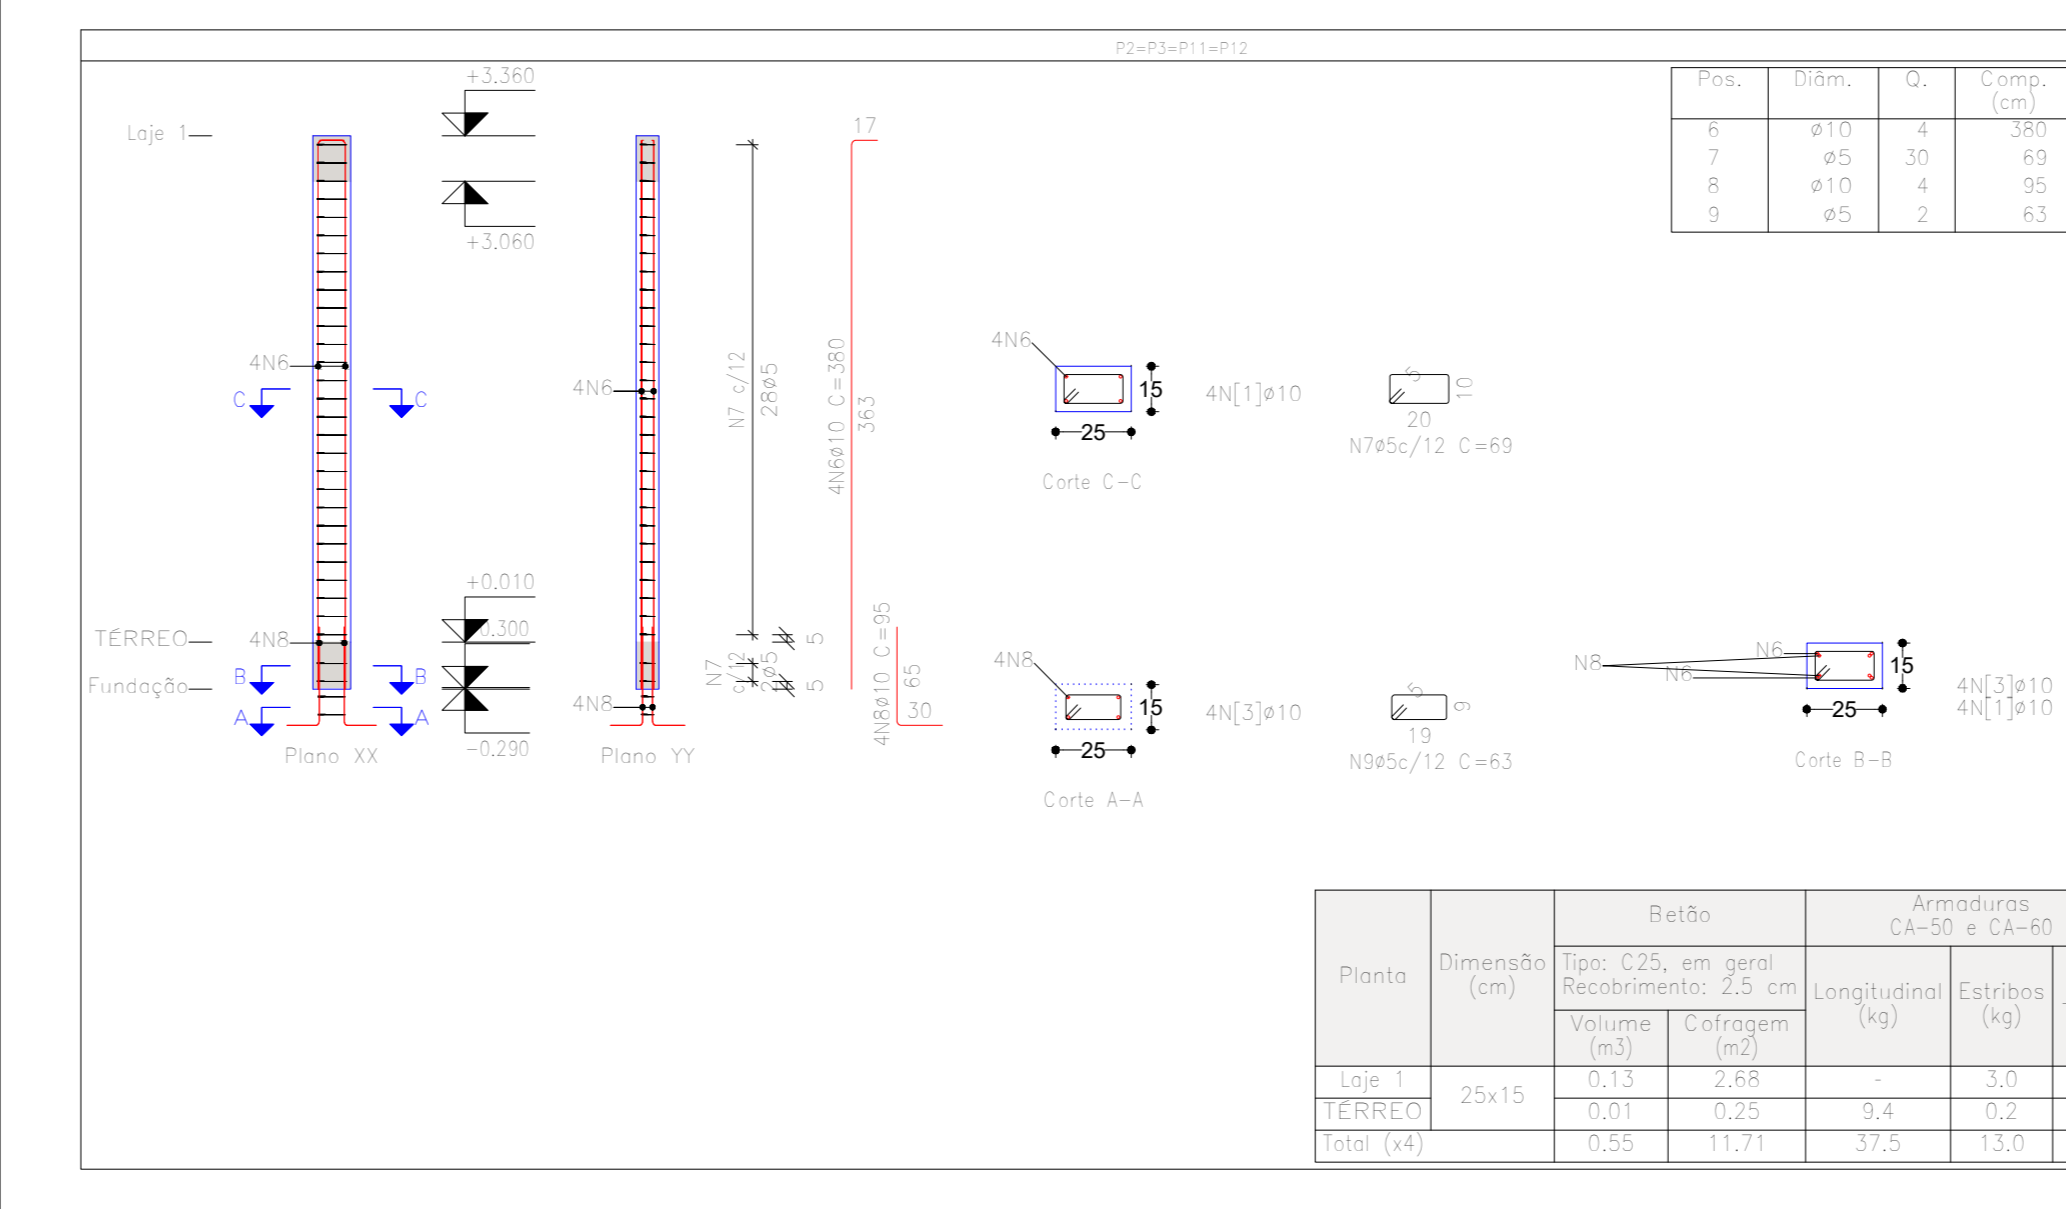 P2=P3=P11=P12
Pos. Diâm. Q. Comp. (cm)
6 ø10 4 380
7 ø5 30 69
8 ø10 4 95
9 ø5 2 63
+3.360
Laje 1
+3.060
4N6
C C
+0.010
TÉRREO
4N8
0.300
B B
Fundação
A A
-0.290
Plano XX
4N6
4N8
Plano YY
N7 c/12
28ø5
5
N7
c/12
2ø5
5
17
4N6ø10 C=380
363
4N8ø10 C=95
65
30
4N6
15
25
Corte C-C
4N[1]ø10
5
10
20
N7ø5c/12 C=69
4N8
15
25
Corte A-A
4N[3]ø10
5
9
19
N9ø5c/12 C=63
N8
N6
N6
15
25
4N[3]ø10
4N[1]ø10
Corte B-B
Planta
Dimensão
(cm)
Betão
Tipo: C25, em geral
Recobrimento: 2.5 cm
Volume
(m3)
Cofragem
(m2)
Armaduras
CA-50 e CA-60
Longitudinal
(kg)
Estribos
(kg)
Laje 1 25x15 0.13 2.68 - 3.0
TÉRREO 0.01 0.25 9.4 0.2
Total (x4) 0.55 11.71 37.5 13.0